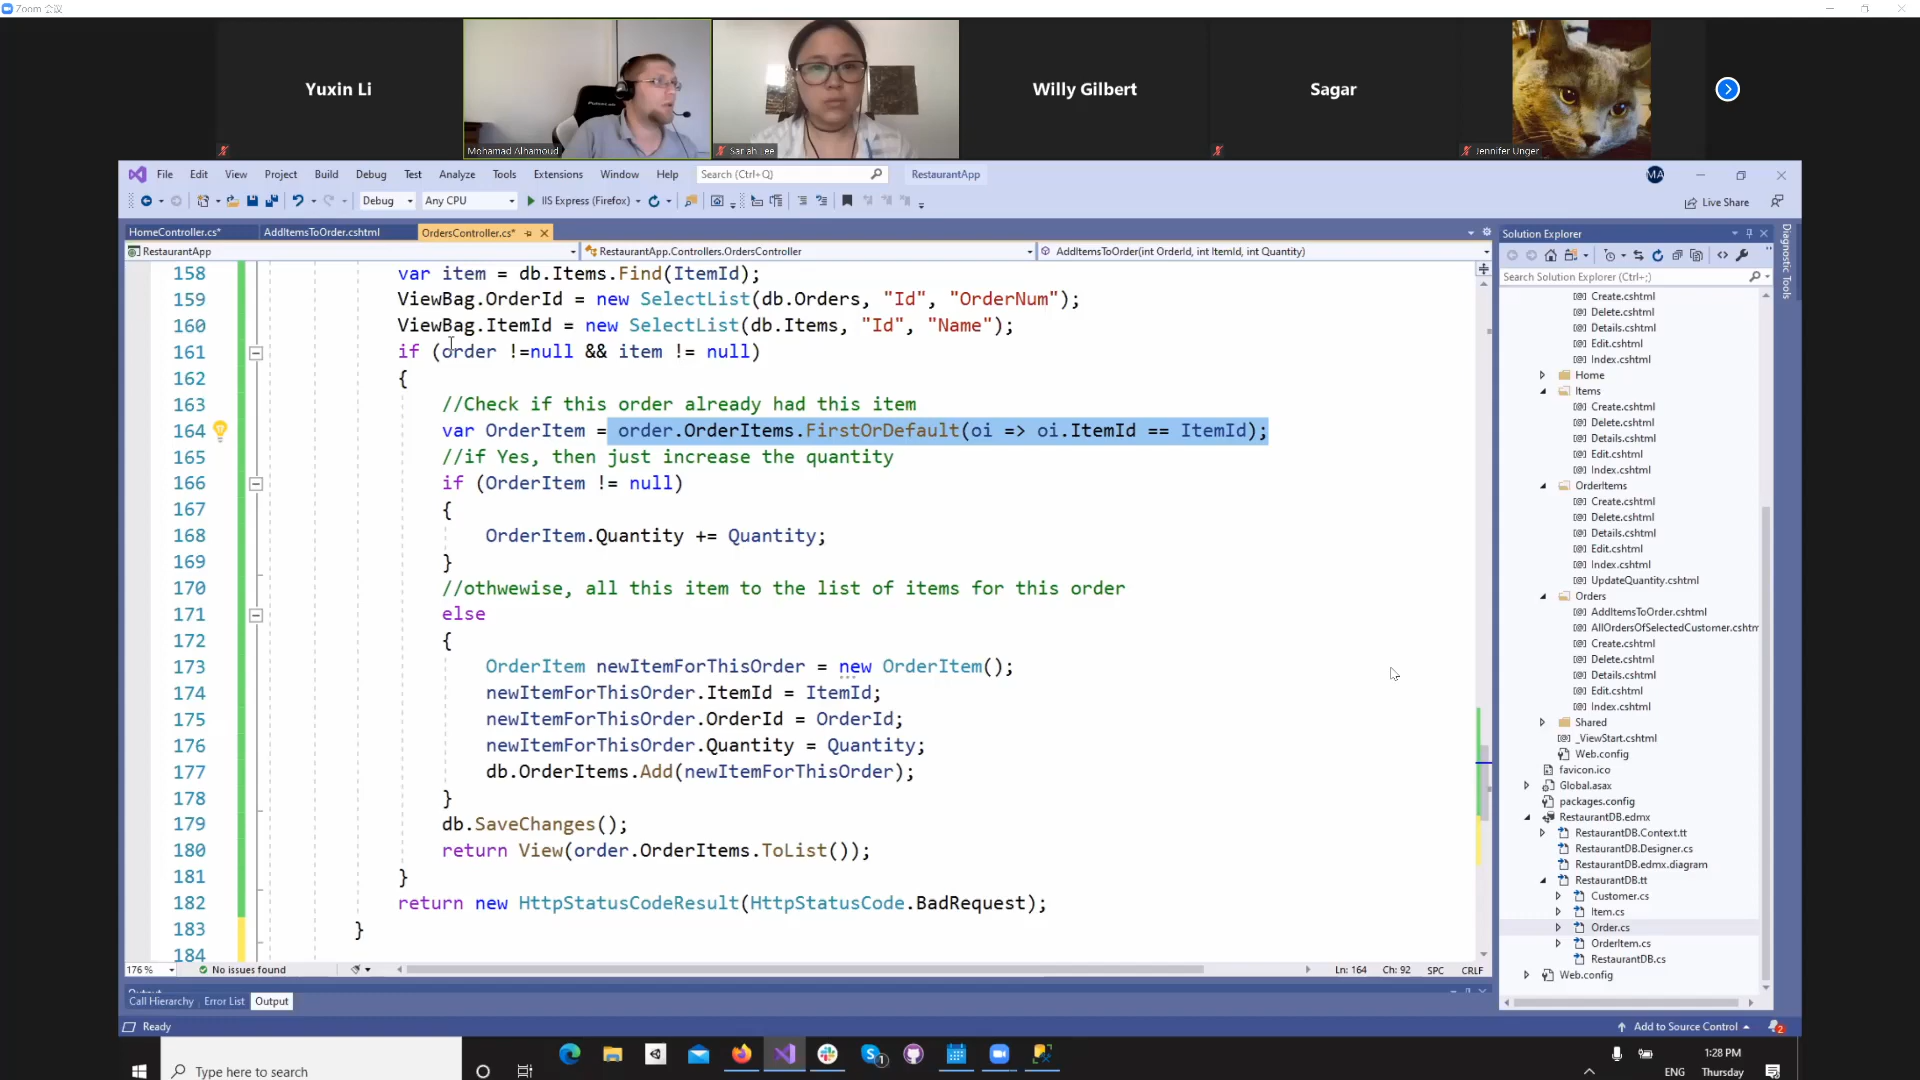 Zoom 会议
Yuxin Li
Mohamad Alhamoud
Sarah Lee
Willy Gilbert
Sagar
Jennifer Unger
File Edit View Project Build Debug Test Analyze Tools Extensions Window Help Search (Ctrl+Q) RestaurantApp MA
Debug Any CPU IIS Express (Firefox) Live Share
HomeController.cs* AddItemsToOrder.cshtml OrdersController.cs*
RestaurantApp RestaurantApp.Controllers.OrdersController AddItemsToOrder(int OrderId, int ItemId, int Quantity)
158 var item = db.Items.Find(ItemId);
159 ViewBag.OrderId = new SelectList(db.Orders, "Id", "OrderNum");
160 ViewBag.ItemId = new SelectList(db.Items, "Id", "Name");
161 if (order !=null && item != null)
162 {
163 //Check if this order already had this item
164 var OrderItem = order.OrderItems.FirstOrDefault(oi => oi.ItemId == ItemId);
165 //if Yes, then just increase the quantity
166 if (OrderItem != null)
167 {
168 OrderItem.Quantity += Quantity;
169 }
170 //othwewise, all this item to the list of items for this order
171 else
172 {
173 OrderItem newItemForThisOrder = new OrderItem();
174 newItemForThisOrder.ItemId = ItemId;
175 newItemForThisOrder.OrderId = OrderId;
176 newItemForThisOrder.Quantity = Quantity;
177 db.OrderItems.Add(newItemForThisOrder);
178 }
179 db.SaveChanges();
180 return View(order.OrderItems.ToList());
181 }
182 return new HttpStatusCodeResult(HttpStatusCode.BadRequest);
183 }
184
176 % No issues found Ln: 164 Ch: 92 SPC CRLF
Output
Call Hierarchy Error List Output
Ready Add to Source Control 2
Solution Explorer
Search Solution Explorer (Ctrl+;)
Create.cshtml
Delete.cshtml
Details.cshtml
Edit.cshtml
Index.cshtml
Home
Items
Create.cshtml
Delete.cshtml
Details.cshtml
Edit.cshtml
Index.cshtml
OrderItems
Create.cshtml
Delete.cshtml
Details.cshtml
Edit.cshtml
Index.cshtml
UpdateQuantity.cshtml
Orders
AddItemsToOrder.cshtml
AllOrdersOfSelectedCustomer.cshtm
Create.cshtml
Delete.cshtml
Details.cshtml
Edit.cshtml
Index.cshtml
Shared
_ViewStart.cshtml
Web.config
favicon.ico
Global.asax
packages.config
RestaurantDB.edmx
RestaurantDB.Context.tt
RestaurantDB.Designer.cs
RestaurantDB.edmx.diagram
RestaurantDB.tt
Customer.cs
Item.cs
Order.cs
OrderItem.cs
RestaurantDB.cs
Web.config
Diagnostic Tools
Type here to search
1
ENG
1:28 PM
Thursday